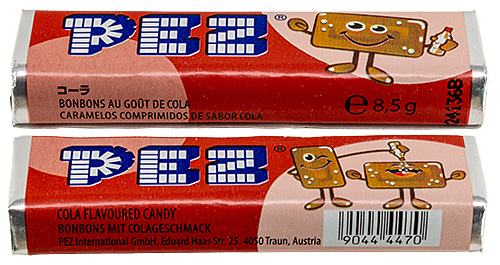 PEZ®
コーラ
BONBONS AU GOÛT DE COLA
CARAMELOS COMPRIMIDOS DE SABOR COLA
℮ 8,5 g
24136B
PEZ®
COLA FLAVOURED CANDY
BONBONS MIT COLAGESCHMACK
PEZ International GmbH, Eduard Haas Str. 25, 4050 Traun, Austria
9044 4470